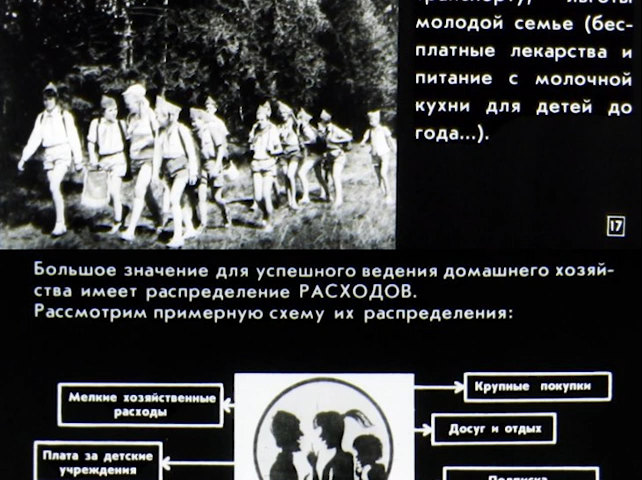 молодой семье (бес-
платные лекарства и
питание с молочной
кухни для детей до
года...).
17
Большое значение для успешного ведения домашнего хозяй-
ства имеет распределение РАСХОДОВ.
Рассмотрим примерную схему их распределения:
Мелкие хозяйственные
расходы
Крупные покупки
Досуг и отдых
Плата за детские
учреждения